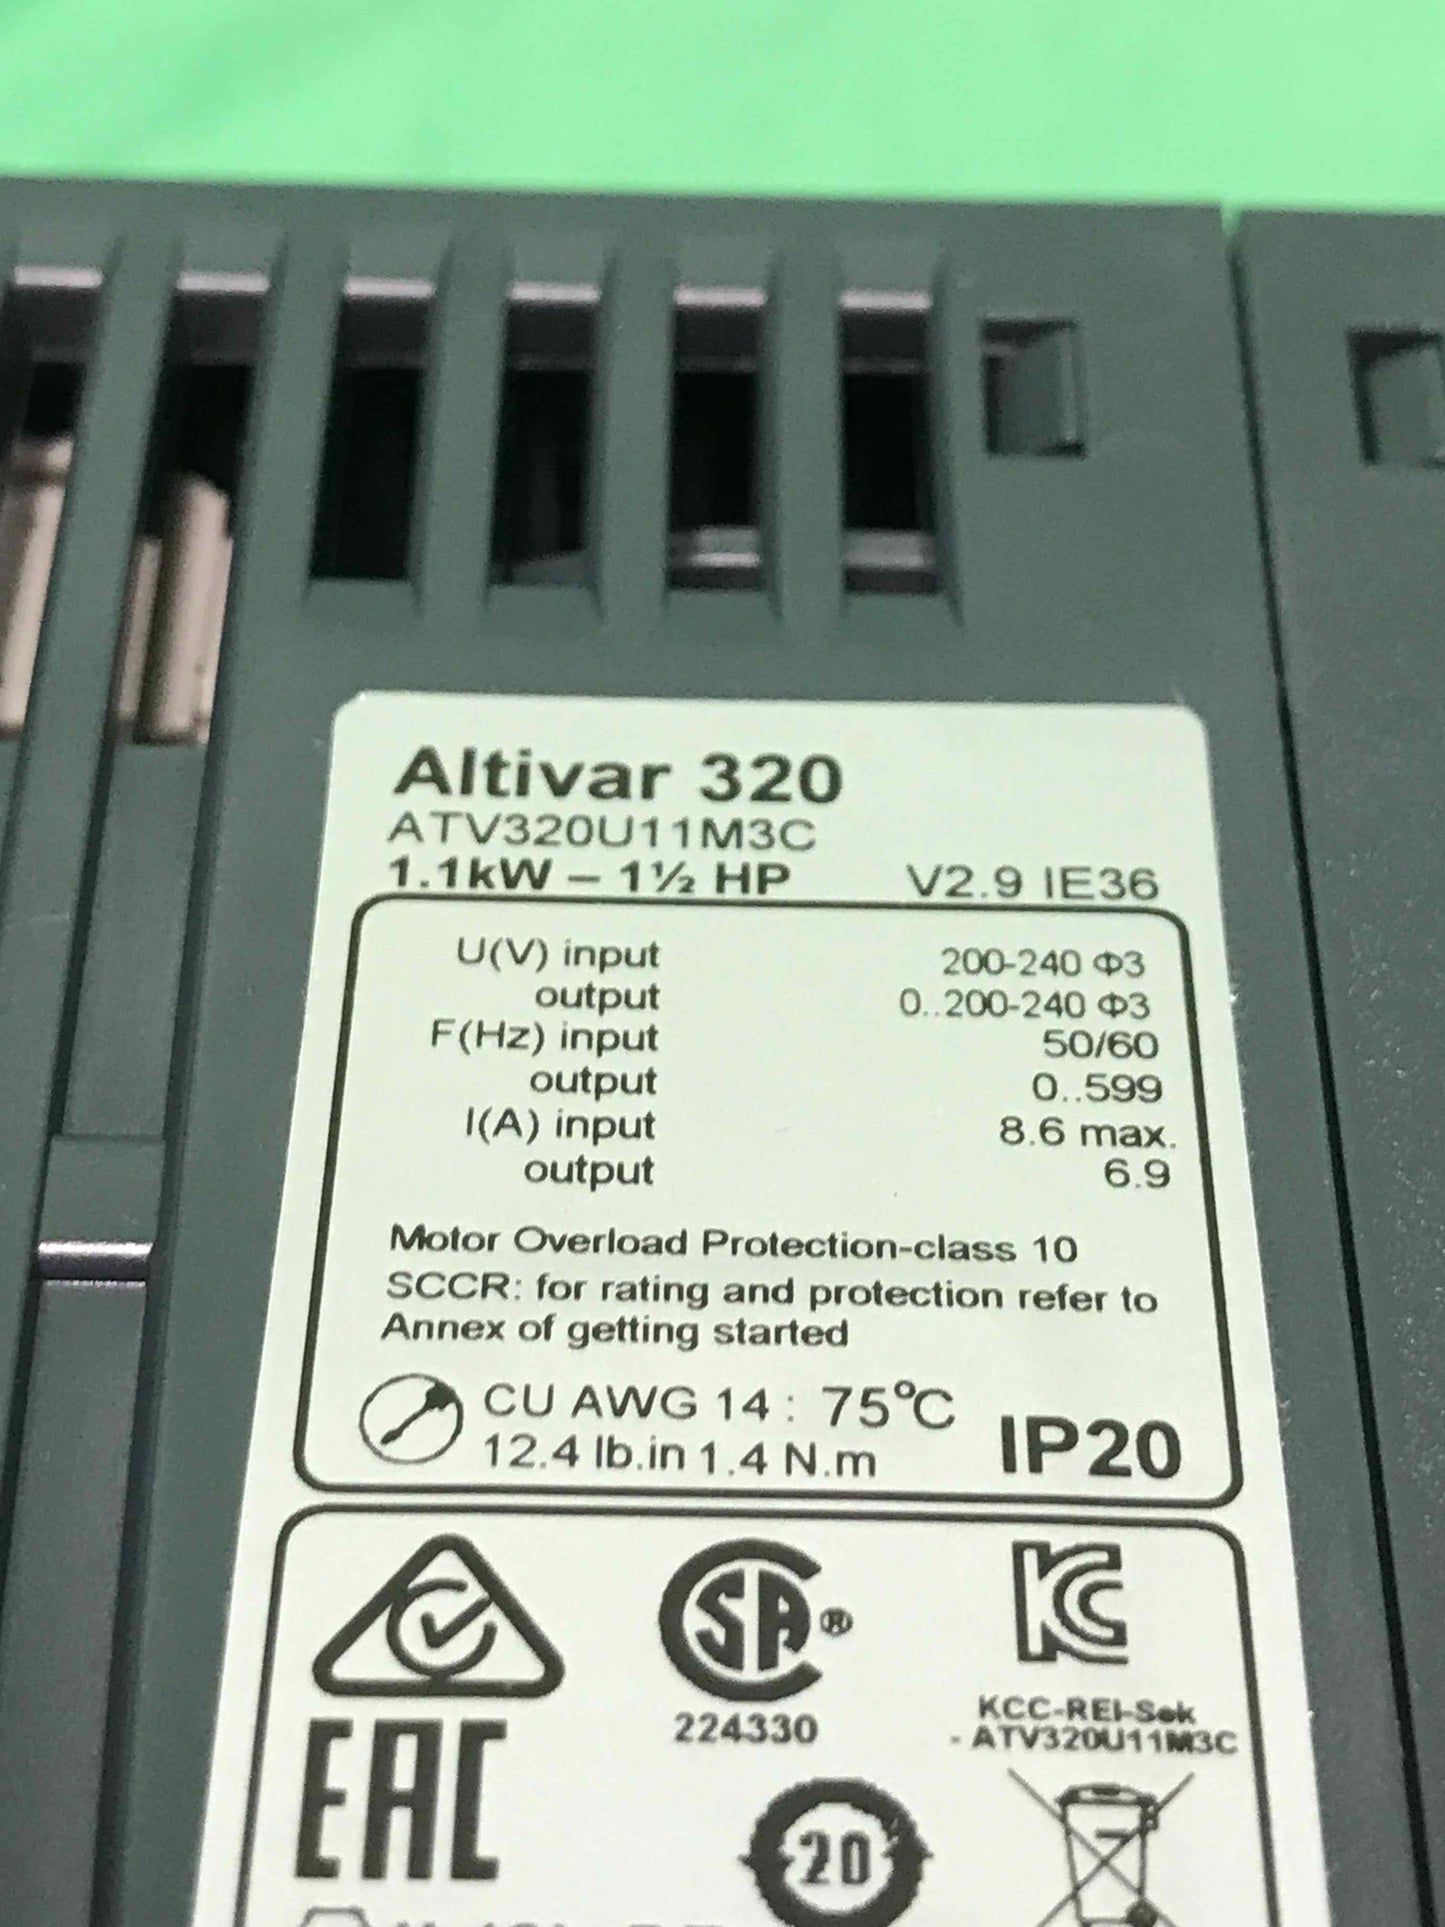 Altivar 320
ATV320U11M3C
1.1kW – 1½ HP V2.9 IE36
U(V) input 200-240 Φ3
output 0..200-240 Φ3
F(Hz) input 50/60
output 0..599
I(A) input 8.6 max.
output 6.9
Motor Overload Protection-class 10
SCCR: for rating and protection refer to
Annex of getting started
CU AWG 14 : 75°C
12.4 lb.in 1.4 N.m IP20
SA®
KC
224330
KCC-REI-Sek
- ATV320U11M3C
EAC
20